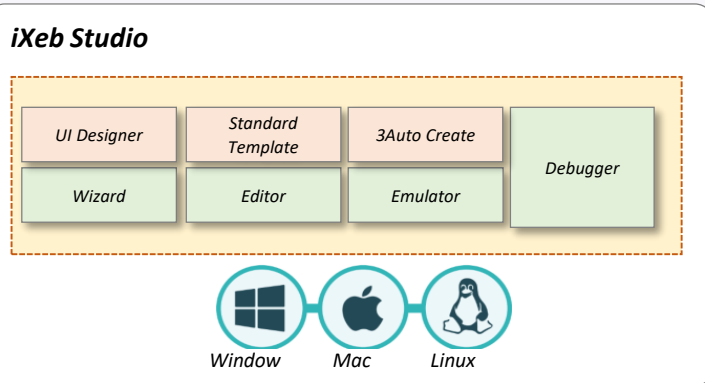 iXeb Studio
UI Designer
Standard
Template
3Auto Create
Debugger
Wizard
Editor
Emulator
Window
Mac
Linux